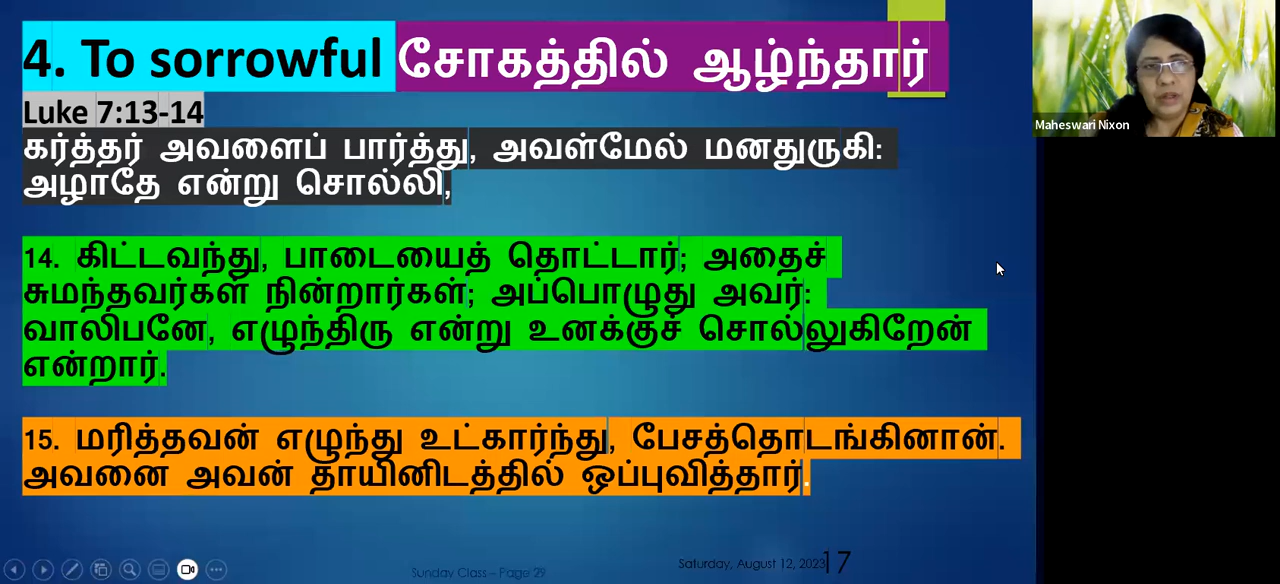 4. To sorrowful சோகத்தில் ஆழ்ந்தார்
Luke 7:13-14
கர்த்தர் அவளைப் பார்த்து, அவள்மேல் மனதுருகி:
அழாதே என்று சொல்லி,
14. கிட்டவந்து, பாடையைத் தொட்டார்; அதைச்
சுமந்தவர்கள் நின்றார்கள்; அப்பொழுது அவர்:
வாலிபனே, எழுந்திரு என்று உனக்குச் சொல்லுகிறேன்
என்றார்.
15. மரித்தவன் எழுந்து உட்கார்ந்து, பேசத்தொடங்கினான்.
அவனை அவன் தாயினிடத்தில் ஒப்புவித்தார்.
Sunday Class – Page 29
Saturday, August 12, 2023
17
Maheswari Nixon